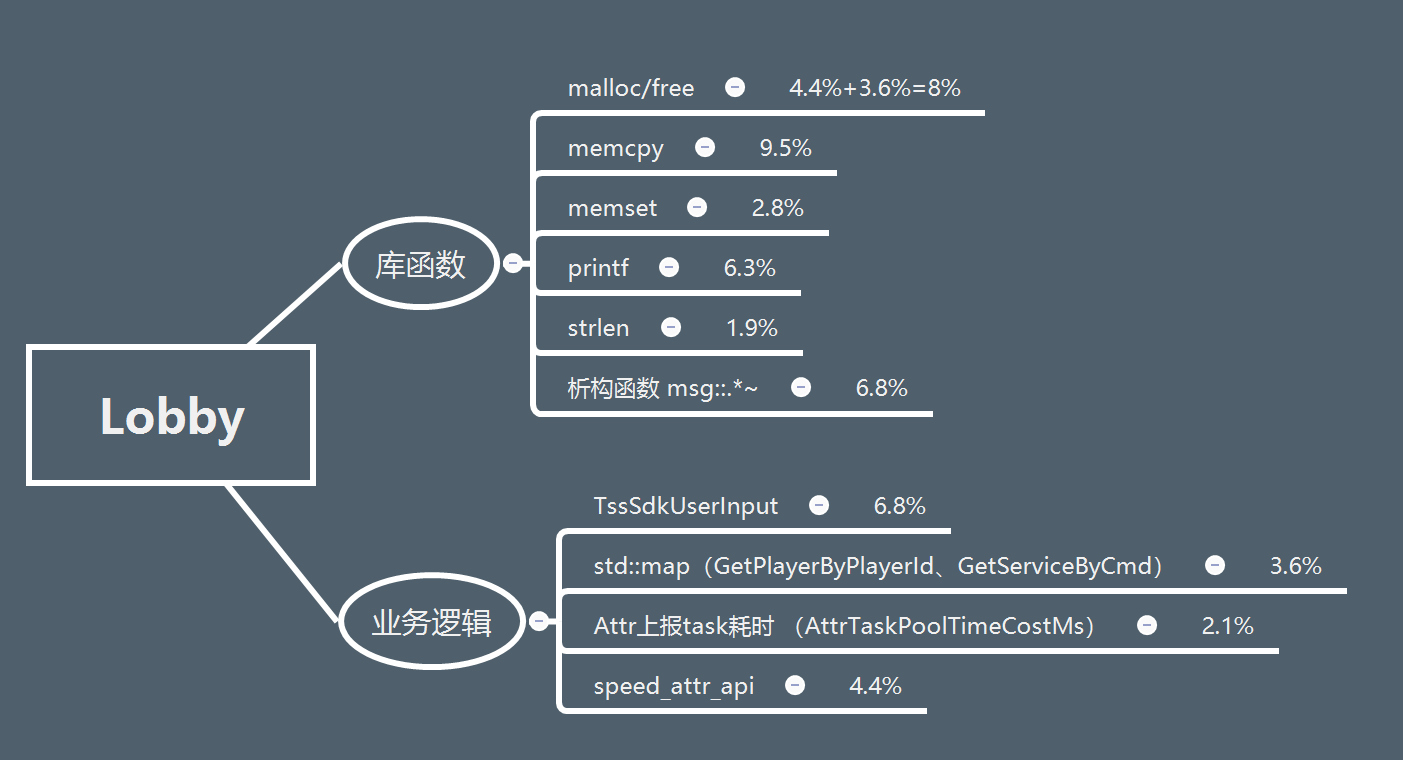 Lobby
库函数
malloc/free 4.4%+3.6%=8%
memcpy 9.5%
memset 2.8%
printf 6.3%
strlen 1.9%
析构函数 msg::.*~ 6.8%
业务逻辑
TssSdkUserInput 6.8%
std::map（GetPlayerByPlayerId、GetServiceByCmd） 3.6%
Attr上报task耗时 （AttrTaskPoolTimeCostMs） 2.1%
speed_attr_api 4.4%